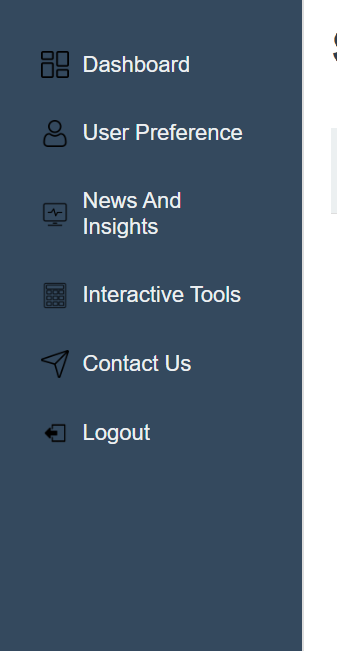 Dashboard
User Preference
News And
Insights
Interactive Tools
Contact Us
Logout